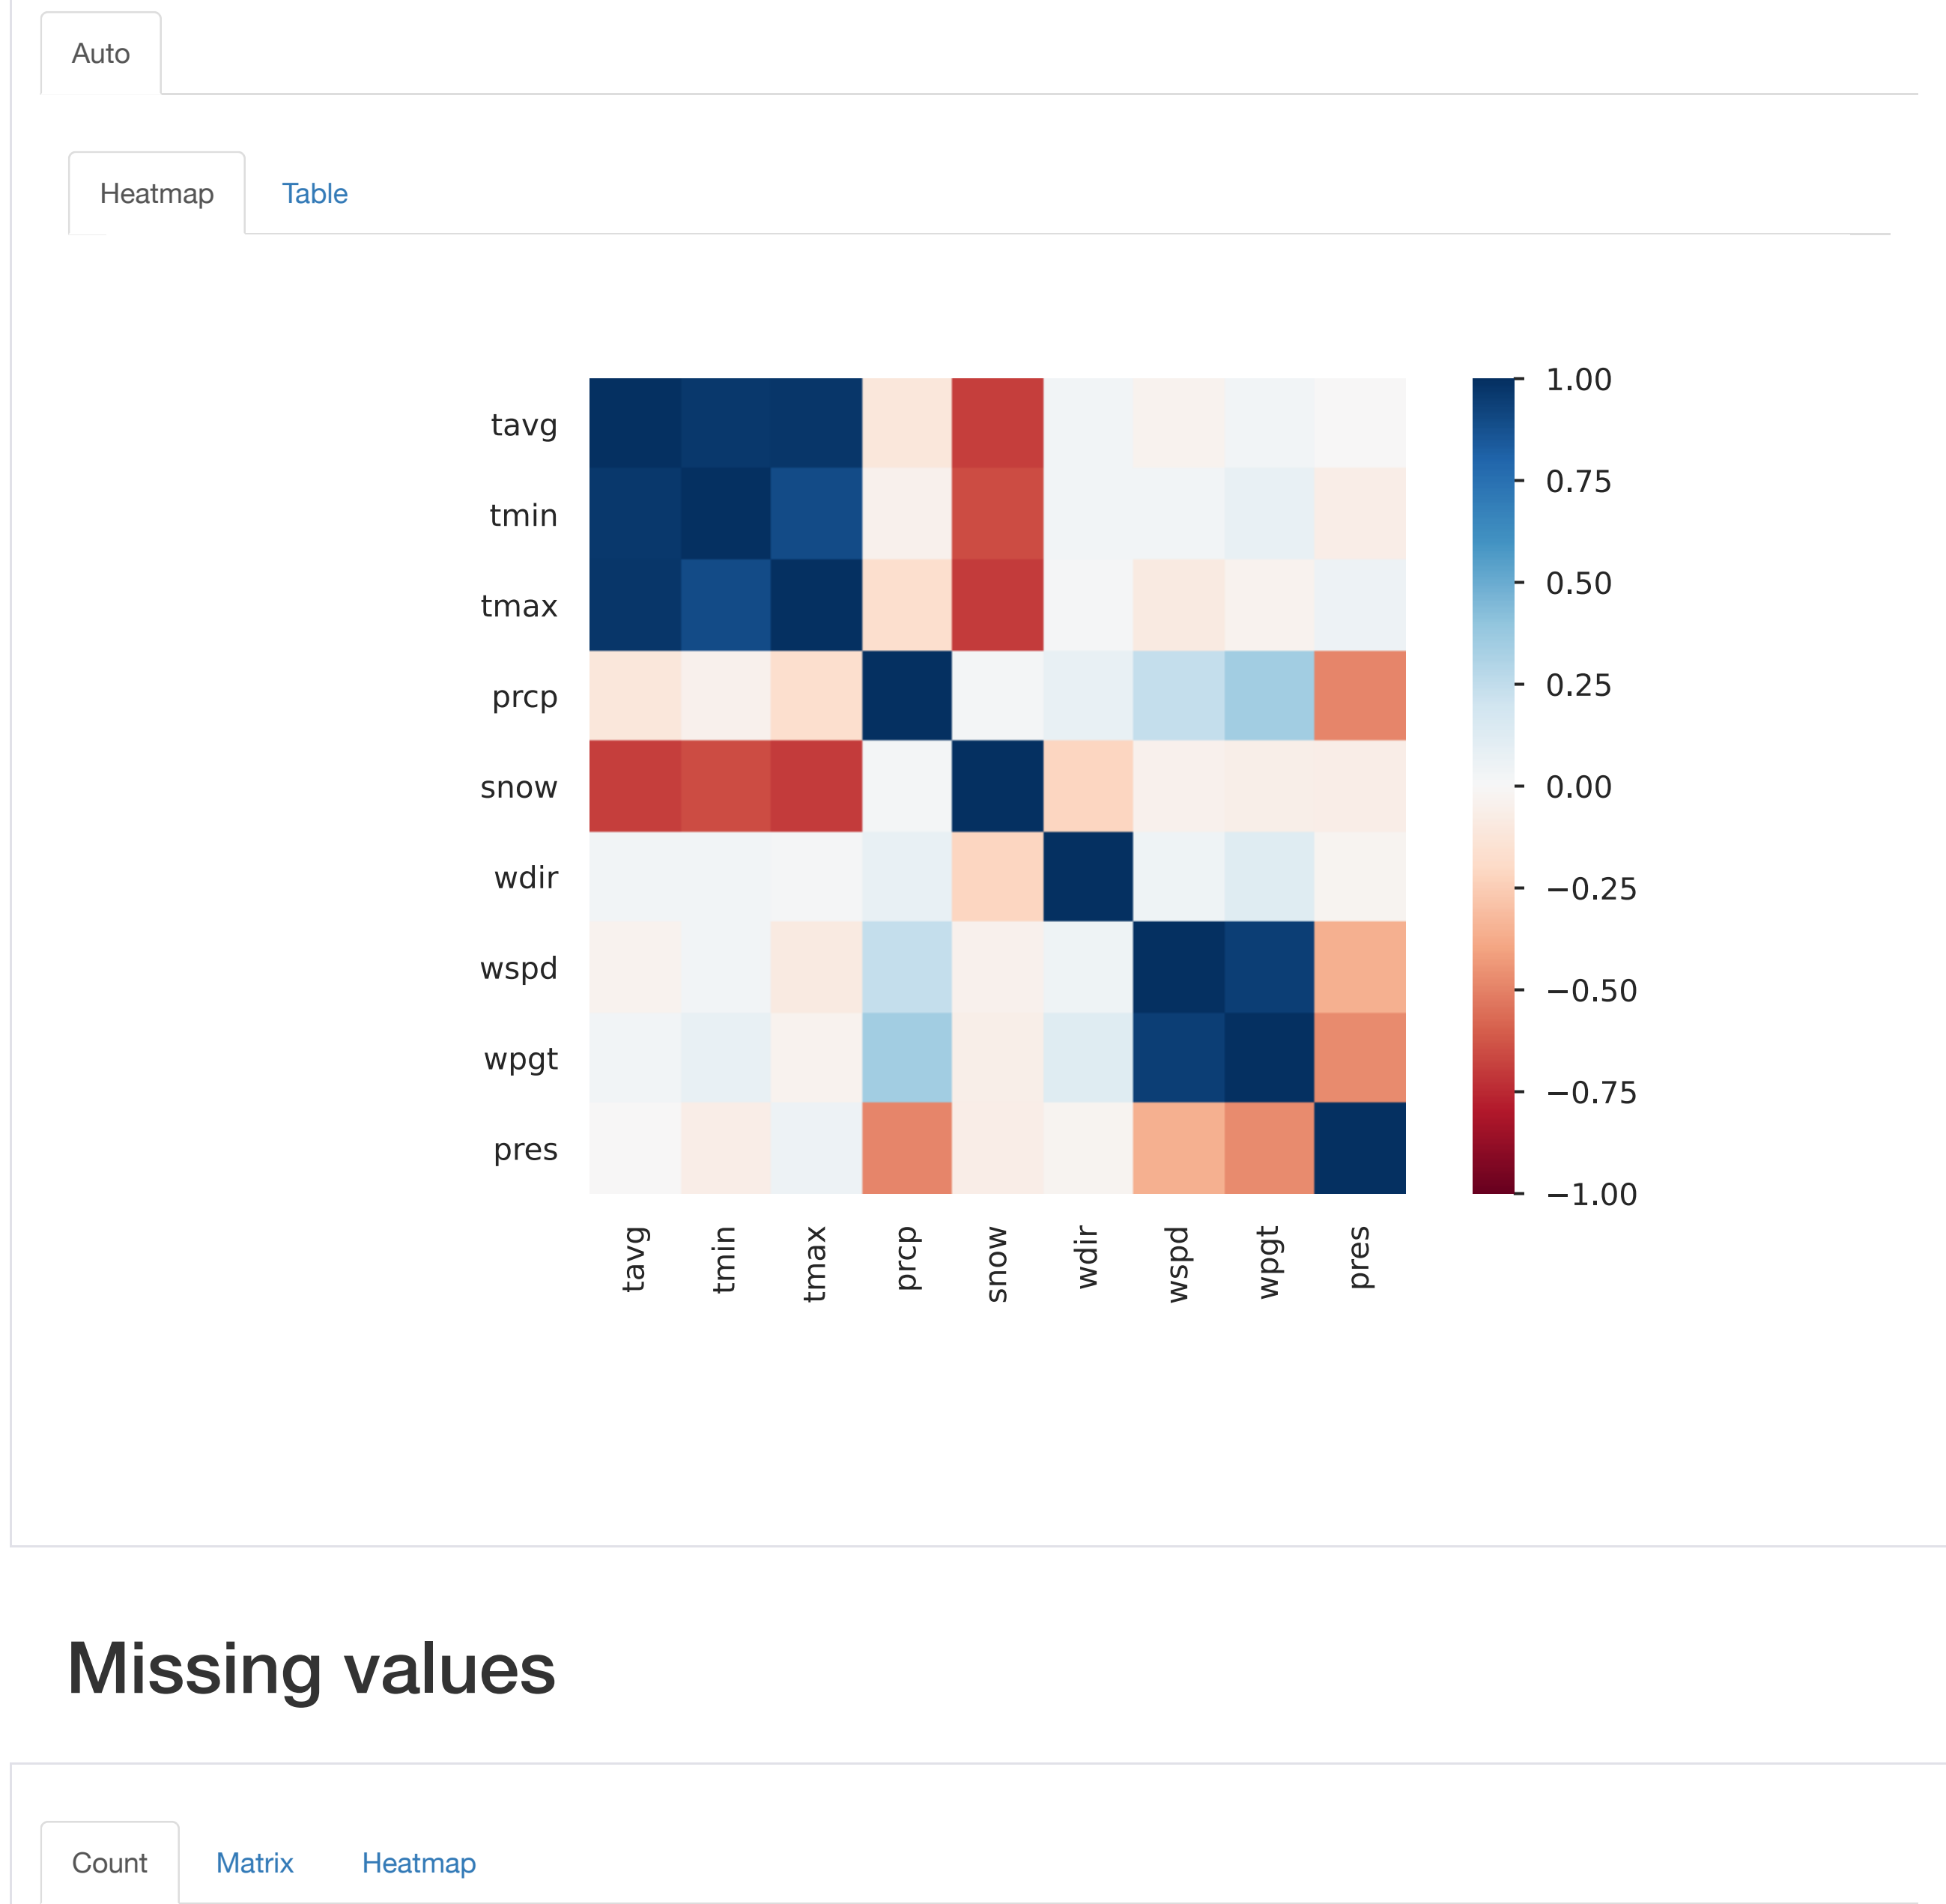 Auto
Heatmap Table
tavg
tmin
tmax
prcp
snow
wdir
wspd
wpgt
pres
tavg tmin tmax prcp snow wdir wspd wpgt pres
1.00
0.75
0.50
0.25
0.00
−0.25
−0.50
−0.75
−1.00
Missing values
Count Matrix Heatmap